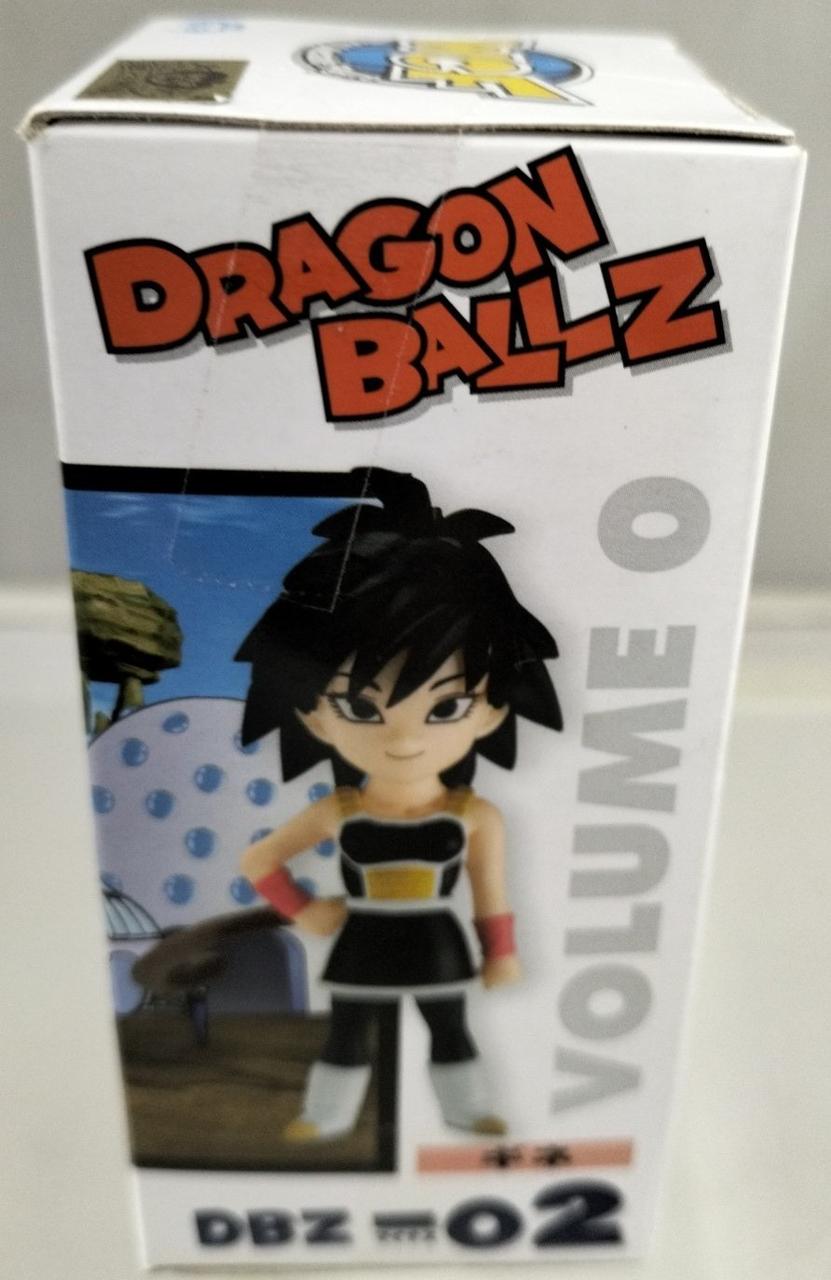 DRAGON
BALL Z
VOLUME 0
ギネ
DBZ 02